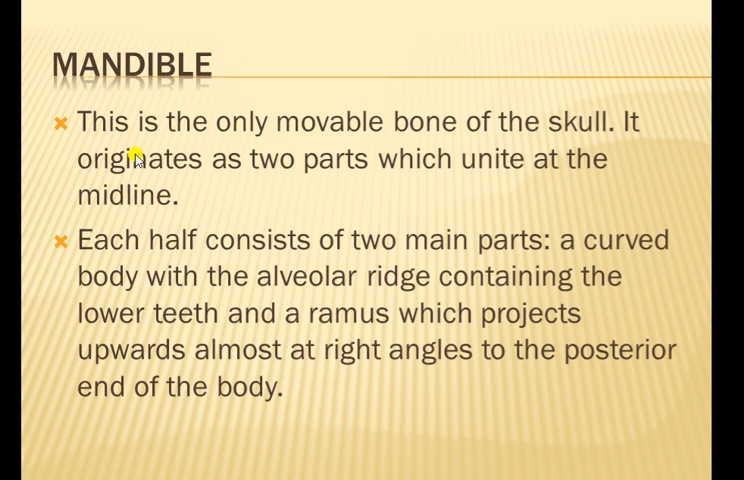 MANDIBLE
This is the only movable bone of the skull. It
originates as two parts which unite at the
midline.
Each half consists of two main parts: a curved
body with the alveolar ridge containing the
lower teeth and a ramus which projects
upwards almost at right angles to the posterior
end of the body.